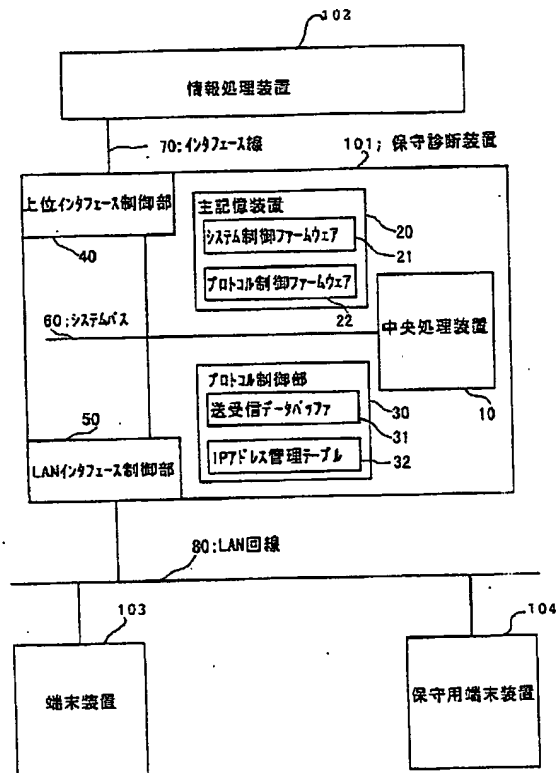 102
情報処理装置
70:インタフェース線
101; 保守診断装置
上位インタフェース制御部
40
主記憶装置
20
システム制御ファームウェア
21
プロトコル制御ファームウェア
22
60:システムバス
中央処理装置
10
プロトコル制御部
30
送受信データバッファ
31
IPアドレス管理テーブル
32
50
LANインタフェース制御部
80:LAN回線
103
端末装置
104
保守用端末装置